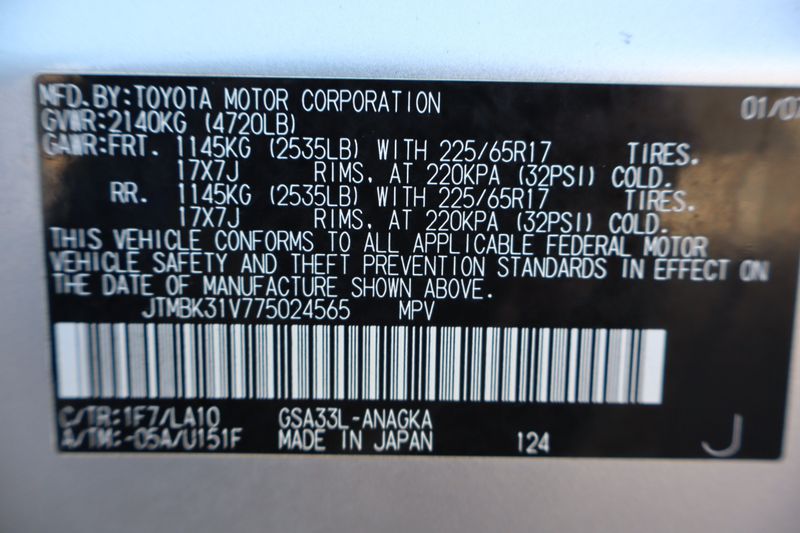 MFD.BY:TOYOTA MOTOR CORPORATION 01/07
GVWR:2140KG (4720LB)
GAWR:FRT. 1145KG (2535LB) WITH 225/65R17 TIRES.
17X7J RIMS, AT 220KPA (32PSI) COLD.
RR. 1145KG (2535LB) WITH 225/65R17 TIRES.
17X7J RIMS, AT 220KPA (32PSI) COLD.
THIS VEHICLE CONFORMS TO ALL APPLICABLE FEDERAL MOTOR
VEHICLE SAFETY AND THEFT PREVENTION STANDARDS IN EFFECT ON
THE DATE OF MANUFACTURE SHOWN ABOVE.
JTMBK31V775024565 MPV
C/TR:1F7/LA10 GSA33L-ANAGKA
A/TM:-05A/U151F MADE IN JAPAN 124 J